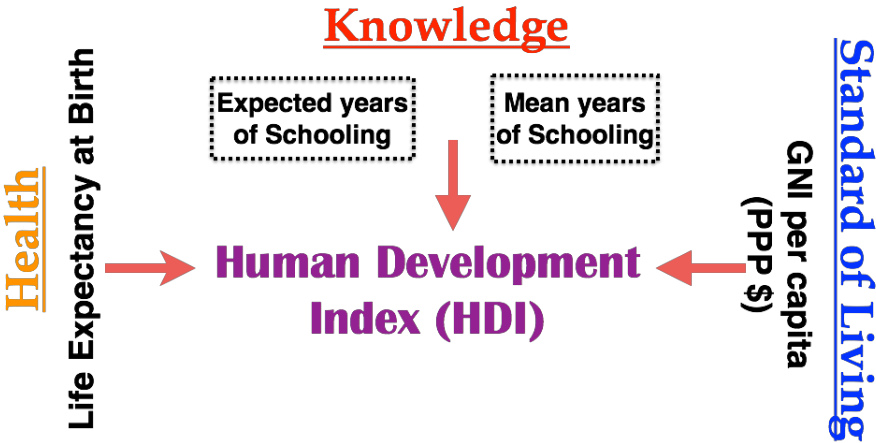 Knowledge
Expected years
of Schooling
Mean years
of Schooling
Health
Life Expectancy at Birth
Human Development
Index (HDI)
GNI per capita
(PPP $)
Standard of Living